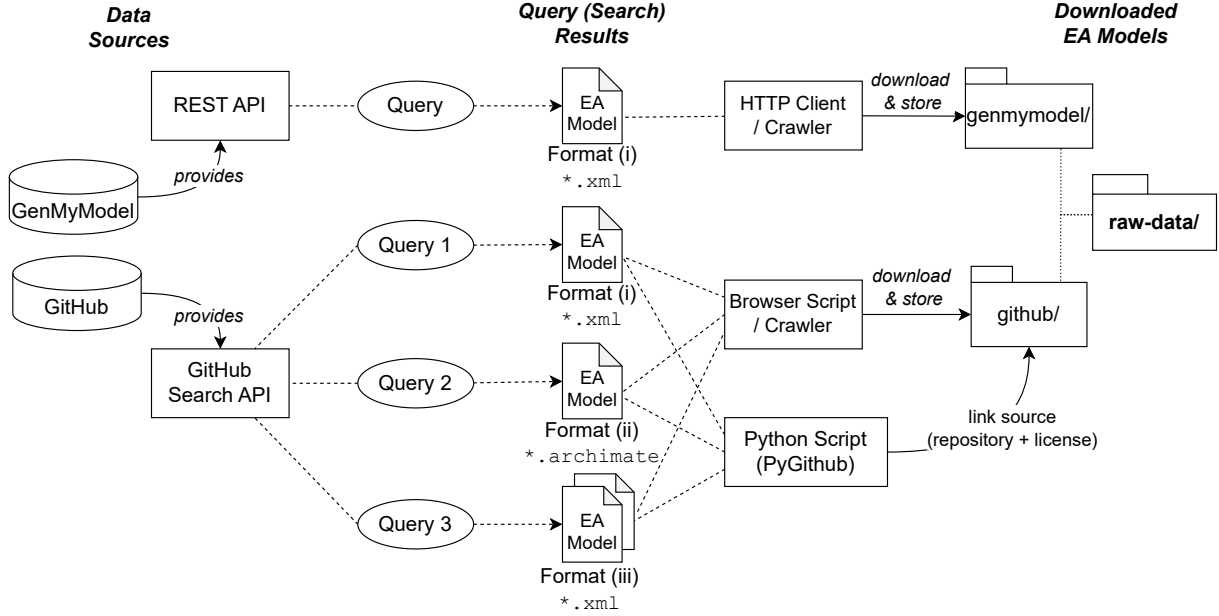 Data
Sources
Query (Search)
Results
Downloaded
EA Models
REST API
Query
EA
Model
Format (i)
*.xml
HTTP Client
/ Crawler
download
& store
genmymodel/
provides
GenMyModel
raw-data/
Query 1
EA
Model
Format (i)
*.xml
GitHub
provides
GitHub
Search API
Browser Script
/ Crawler
download
& store
github/
Query 2
EA
Model
Format (ii)
*.archimate
Python Script
(PyGithub)
link source
(repository + license)
Query 3
EA
Model
Format (iii)
*.xml